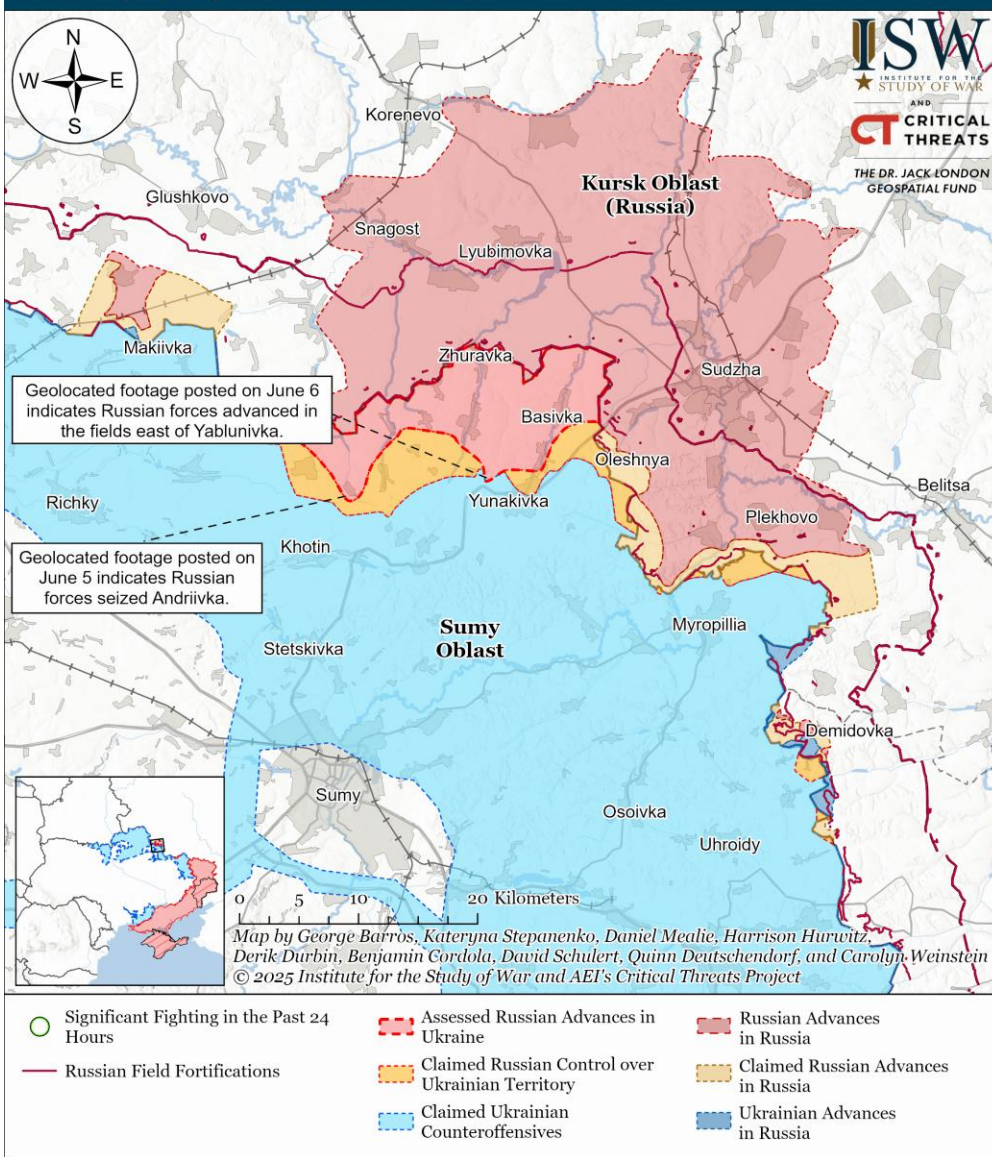 N
W
E
S
ISW
INSTITUTE FOR THE
STUDY OF WAR
AND
CT CRITICAL
THREATS
THE DR. JACK LONDON
GEOSPATIAL FUND
Korenevo
Kursk Oblast
(Russia)
Glushkovo
Snagost
Lyubimovka
Makiivka
Zhuravka
Sudzha
Geolocated footage posted on June 6
indicates Russian forces advanced in
the fields east of Yablunivka.
Basivka
Oleshnya
Belitsa
Richky
Yunakivka
Plekhovo
Khotin
Geolocated footage posted on
June 5 indicates Russian
forces seized Andriivka.
Sumy
Oblast
Myropillia
Stetskivka
Demidovka
Sumy
Osoivka
Uhroidy
0 5 10 20 Kilometers
Map by George Barros, Kateryna Stepanenko, Daniel Mealie, Harrison Hurwitz,
Derik Durbin, Benjamin Cordola, David Schulert, Quinn Deutschendorf, and Carolyn Weinstein
© 2025 Institute for the Study of War and AEI's Critical Threats Project
Significant Fighting in the Past 24
Hours
Russian Field Fortifications
Assessed Russian Advances in
Ukraine
Claimed Russian Control over
Ukrainian Territory
Claimed Ukrainian
Counteroffensives
Russian Advances
in Russia
Claimed Russian Advances
in Russia
Ukrainian Advances
in Russia